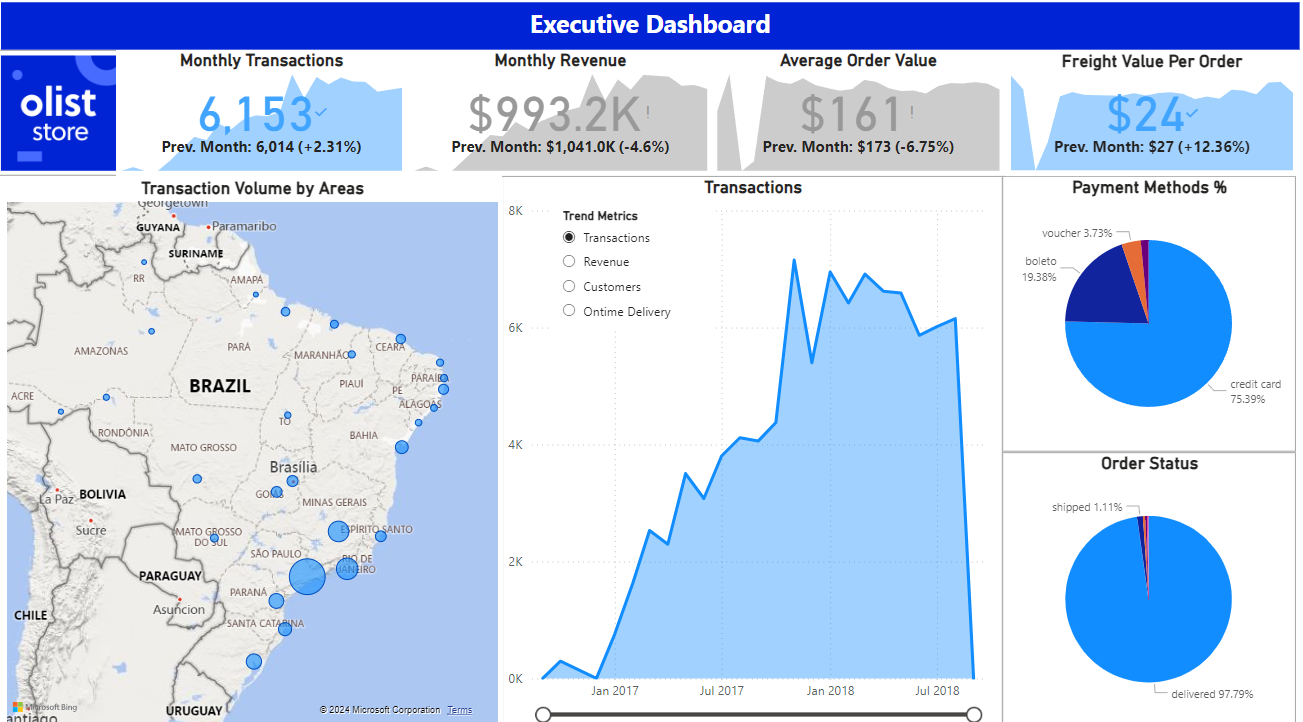 Executive Dashboard
olist
store
Monthly Transactions
6,153
Prev. Month: 6,014 (+2.31%)
Monthly Revenue
$993.2K!
Prev. Month: $1,041.0K (-4.6%)
Average Order Value
$161!
Prev. Month: $173 (-6.75%)
Freight Value Per Order
$24
Prev. Month: $27 (+12.36%)
Transaction Volume by Areas
Georgetown
GUYANA
Paramaribo
SURINAME
RR
AMAPÁ
AMAZONAS
PARÁ
MARANHÃO
CEARÁ
BRAZIL
PIAUÍ
PARAÍBA
PE
ACRE
ALAGOAS
TO
RONDÔNIA
BAHIA
MATO GROSSO
Brasília
La Paz
BOLIVIA
GOIÁS
MINAS GERAIS
Sucre
MATO GROSSO
DO SUL
ESPÍRITO SANTO
SÃO PAULO
RIO DE
JANEIRO
PARAGUAY
PARANÁ
Asuncion
CHILE
SANTA CATARINA
Microsoft Bing
© 2024 Microsoft Corporation Terms
antiago
URUGUAY
Transactions
Trend Metrics
Transactions
Revenue
Customers
Ontime Delivery
8K
6K
4K
2K
0K
Jan 2017
Jul 2017
Jan 2018
Jul 2018
Payment Methods %
voucher 3.73%
boleto
19.38%
credit card
75.39%
Order Status
shipped 1.11%
delivered 97.79%